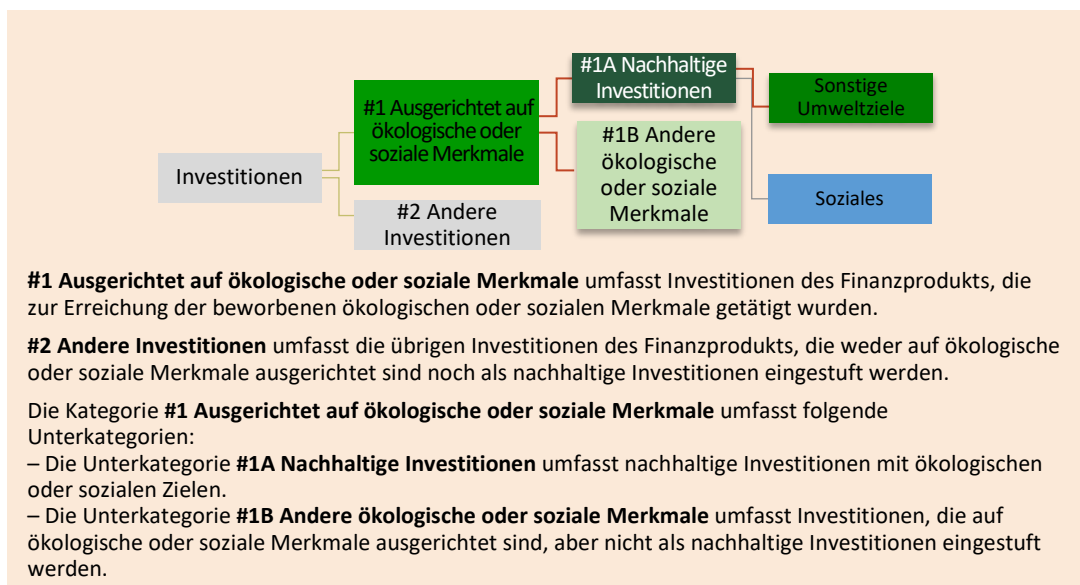 #1A Nachhaltige
Investitionen
Sonstige
Umweltziele
#1 Ausgerichtet auf
ökologische oder
soziale Merkmale
#1B Andere
ökologische
oder soziale
Merkmale
Investitionen
Soziales
#2 Andere
Investitionen
#1 Ausgerichtet auf ökologische oder soziale Merkmale umfasst Investitionen des Finanzprodukts, die
zur Erreichung der beworbenen ökologischen oder sozialen Merkmale getätigt wurden.
#2 Andere Investitionen umfasst die übrigen Investitionen des Finanzprodukts, die weder auf ökologische
oder soziale Merkmale ausgerichtet sind noch als nachhaltige Investitionen eingestuft werden.
Die Kategorie #1 Ausgerichtet auf ökologische oder soziale Merkmale umfasst folgende
Unterkategorien:
– Die Unterkategorie #1A Nachhaltige Investitionen umfasst nachhaltige Investitionen mit ökologischen
oder sozialen Zielen.
– Die Unterkategorie #1B Andere ökologische oder soziale Merkmale umfasst Investitionen, die auf
ökologische oder soziale Merkmale ausgerichtet sind, aber nicht als nachhaltige Investitionen eingestuft
werden.